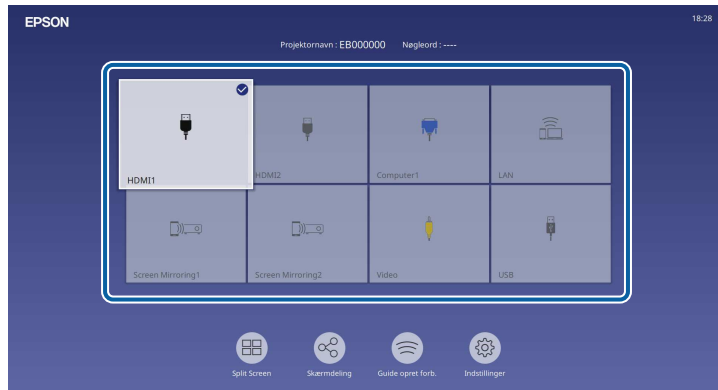 EPSON
18:28
Projektornavn : EB000000 Nøgleord : ----
HDMI1
HDMI2
Computer1
LAN
Screen Mirroring1
Screen Mirroring2
Video
USB
Split Screen
Skærmdeling
Guide opret forb.
Indstillinger